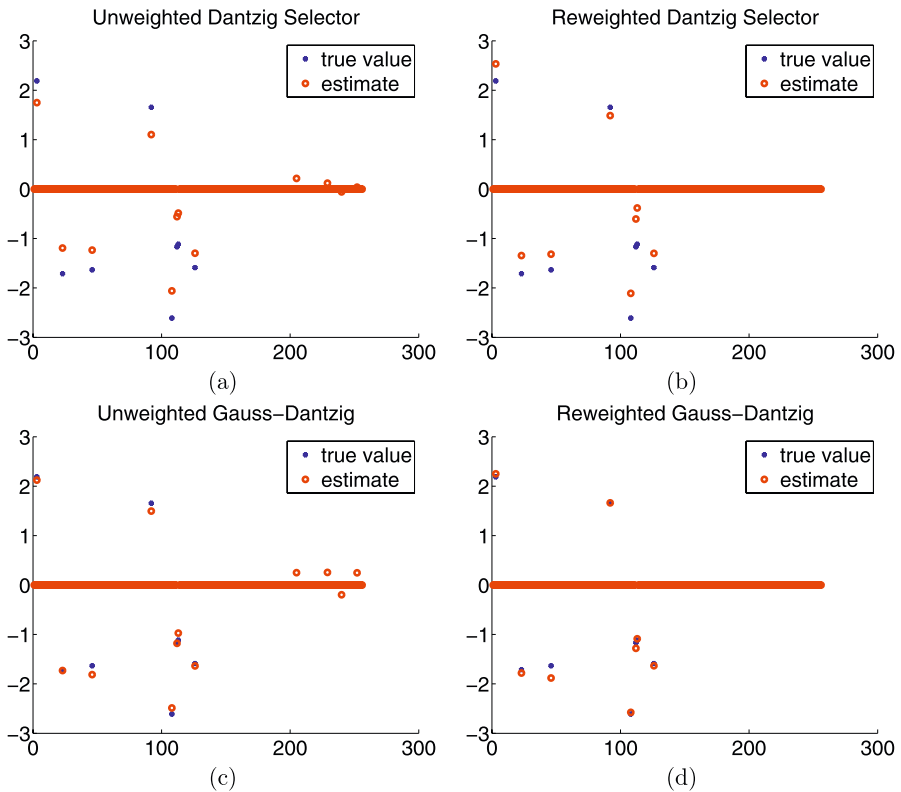 Unweighted Dantzig Selector
3
2
1
0
−1
−2
−3
0
100
200
300
true value
estimate
(a)
Reweighted Dantzig Selector
3
2
1
0
−1
−2
−3
0
100
200
300
true value
estimate
(b)
Unweighted Gauss−Dantzig
3
2
1
0
−1
−2
−3
0
100
200
300
true value
estimate
(c)
Reweighted Gauss−Dantzig
3
2
1
0
−1
−2
−3
0
100
200
300
true value
estimate
(d)